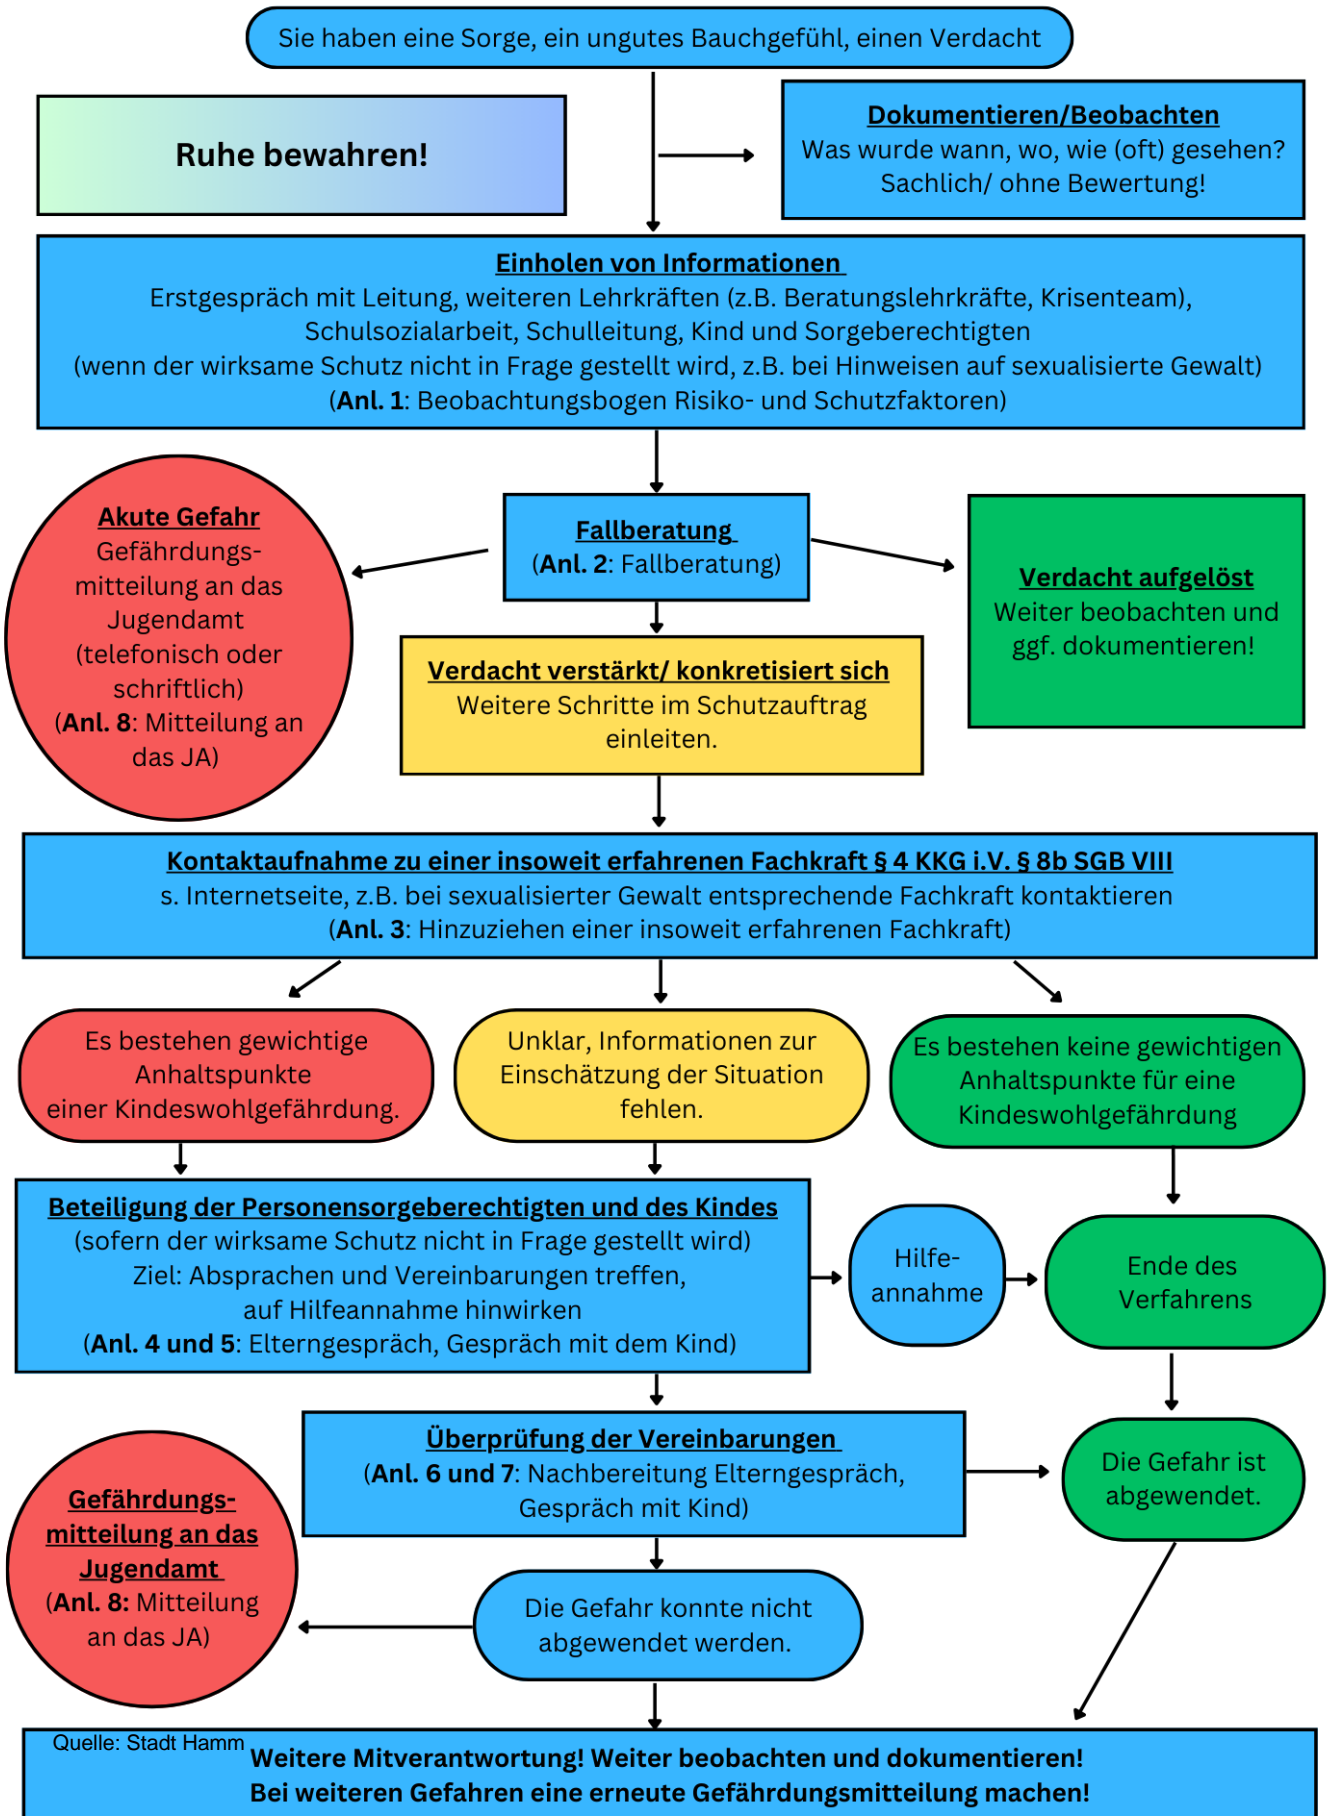 Sie haben eine Sorge, ein ungutes Bauchgefühl, einen Verdacht
Ruhe bewahren!
Dokumentieren/Beobachten
Was wurde wann, wo, wie (oft) gesehen?
Sachlich/ ohne Bewertung!
Einholen von Informationen
Erstgespräch mit Leitung, weiteren Lehrkräften (z.B. Beratungslehrkräfte, Krisenteam),
Schulsozialarbeit, Schulleitung, Kind und Sorgeberechtigten
(wenn der wirksame Schutz nicht in Frage gestellt wird, z.B. bei Hinweisen auf sexualisierte Gewalt)
(Anl. 1: Beobachtungsbogen Risiko- und Schutzfaktoren)
Akute Gefahr
Gefährdungs-
mitteilung an das
Jugendamt
(telefonisch oder
schriftlich)
(Anl. 8: Mitteilung an
das JA)
Fallberatung
(Anl. 2: Fallberatung)
Verdacht aufgelöst
Weiter beobachten und
ggf. dokumentieren!
Verdacht verstärkt/ konkretisiert sich
Weitere Schritte im Schutzauftrag
einleiten.
Kontaktaufnahme zu einer insoweit erfahrenen Fachkraft § 4 KKG i.V. § 8b SGB VIII
s. Internetseite, z.B. bei sexualisierter Gewalt entsprechende Fachkraft kontaktieren
(Anl. 3: Hinzuziehen einer insoweit erfahrenen Fachkraft)
Es bestehen gewichtige
Anhaltspunkte
einer Kindeswohlgefährdung.
Unklar, Informationen zur
Einschätzung der Situation
fehlen.
Es bestehen keine gewichtigen
Anhaltspunkte für eine
Kindeswohlgefährdung
Beteiligung der Personensorgeberechtigten und des Kindes
(sofern der wirksame Schutz nicht in Frage gestellt wird)
Ziel: Absprachen und Vereinbarungen treffen,
auf Hilfeannahme hinwirken
(Anl. 4 und 5: Elterngespräch, Gespräch mit dem Kind)
Hilfe-
annahme
Ende des
Verfahrens
Überprüfung der Vereinbarungen
(Anl. 6 und 7: Nachbereitung Elterngespräch,
Gespräch mit Kind)
Die Gefahr ist
abgewendet.
Gefährdungs-
mitteilung an das
Jugendamt
(Anl. 8: Mitteilung
an das JA)
Die Gefahr konnte nicht
abgewendet werden.
Quelle: Stadt Hamm
Weitere Mitverantwortung! Weiter beobachten und dokumentieren!
Bei weiteren Gefahren eine erneute Gefährdungsmitteilung machen!